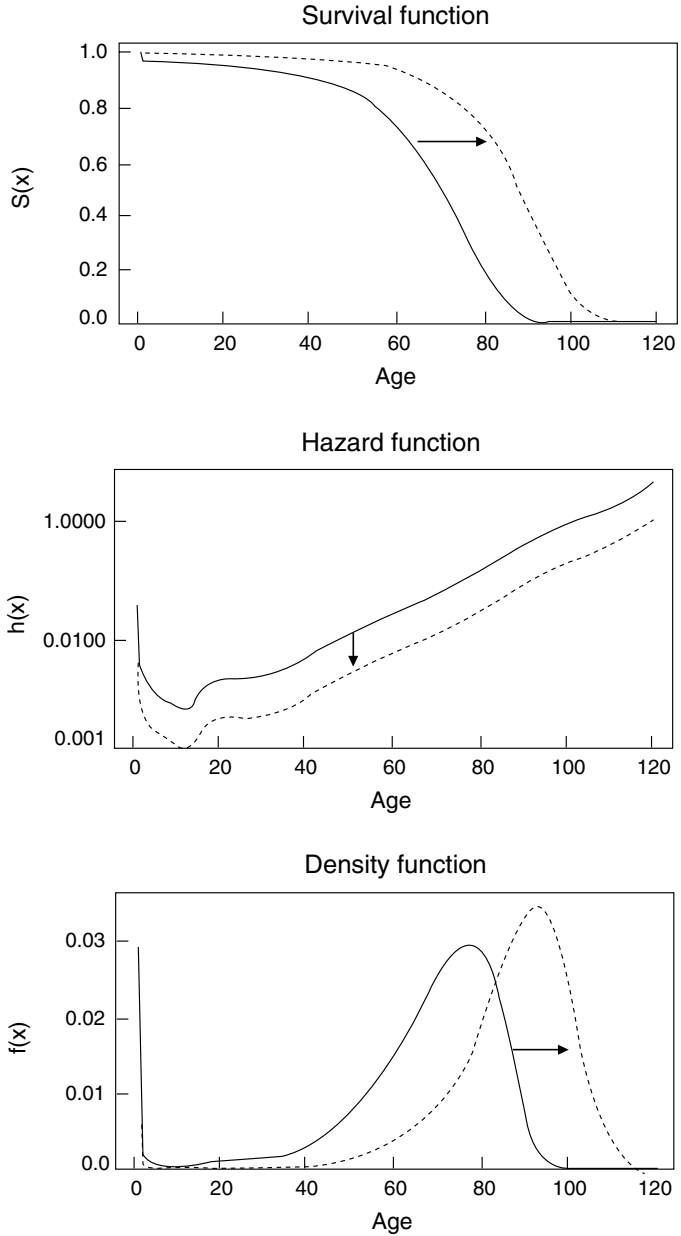 Survival function
S(x)
1.0
0.8
0.6
0.4
0.2
0.0
0 20 40 60 80 100 120
Age
Hazard function
h(x)
1.0000
0.0100
0.001
0 20 40 60 80 100 120
Age
Density function
f(x)
0.03
0.02
0.01
0.0
0 20 40 60 80 100 120
Age